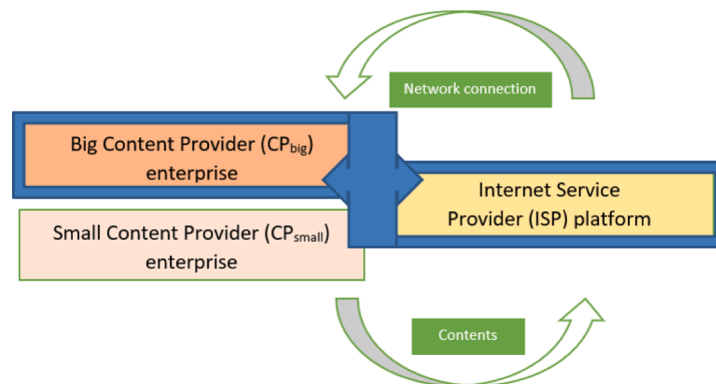 Network connection
Big Content Provider (CPbig)
enterprise
Internet Service
Provider (ISP) platform
Small Content Provider (CPsmall)
enterprise
Contents